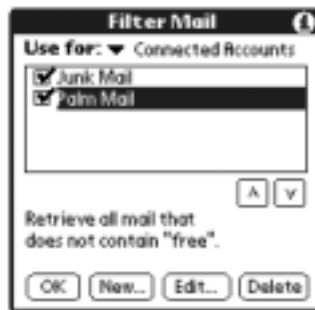 Filter Mail
Use for: Connected Accounts
Junk Mail
Palm Mail
Retrieve all mail that
does not contain "free".
OK New... Edit... Delete